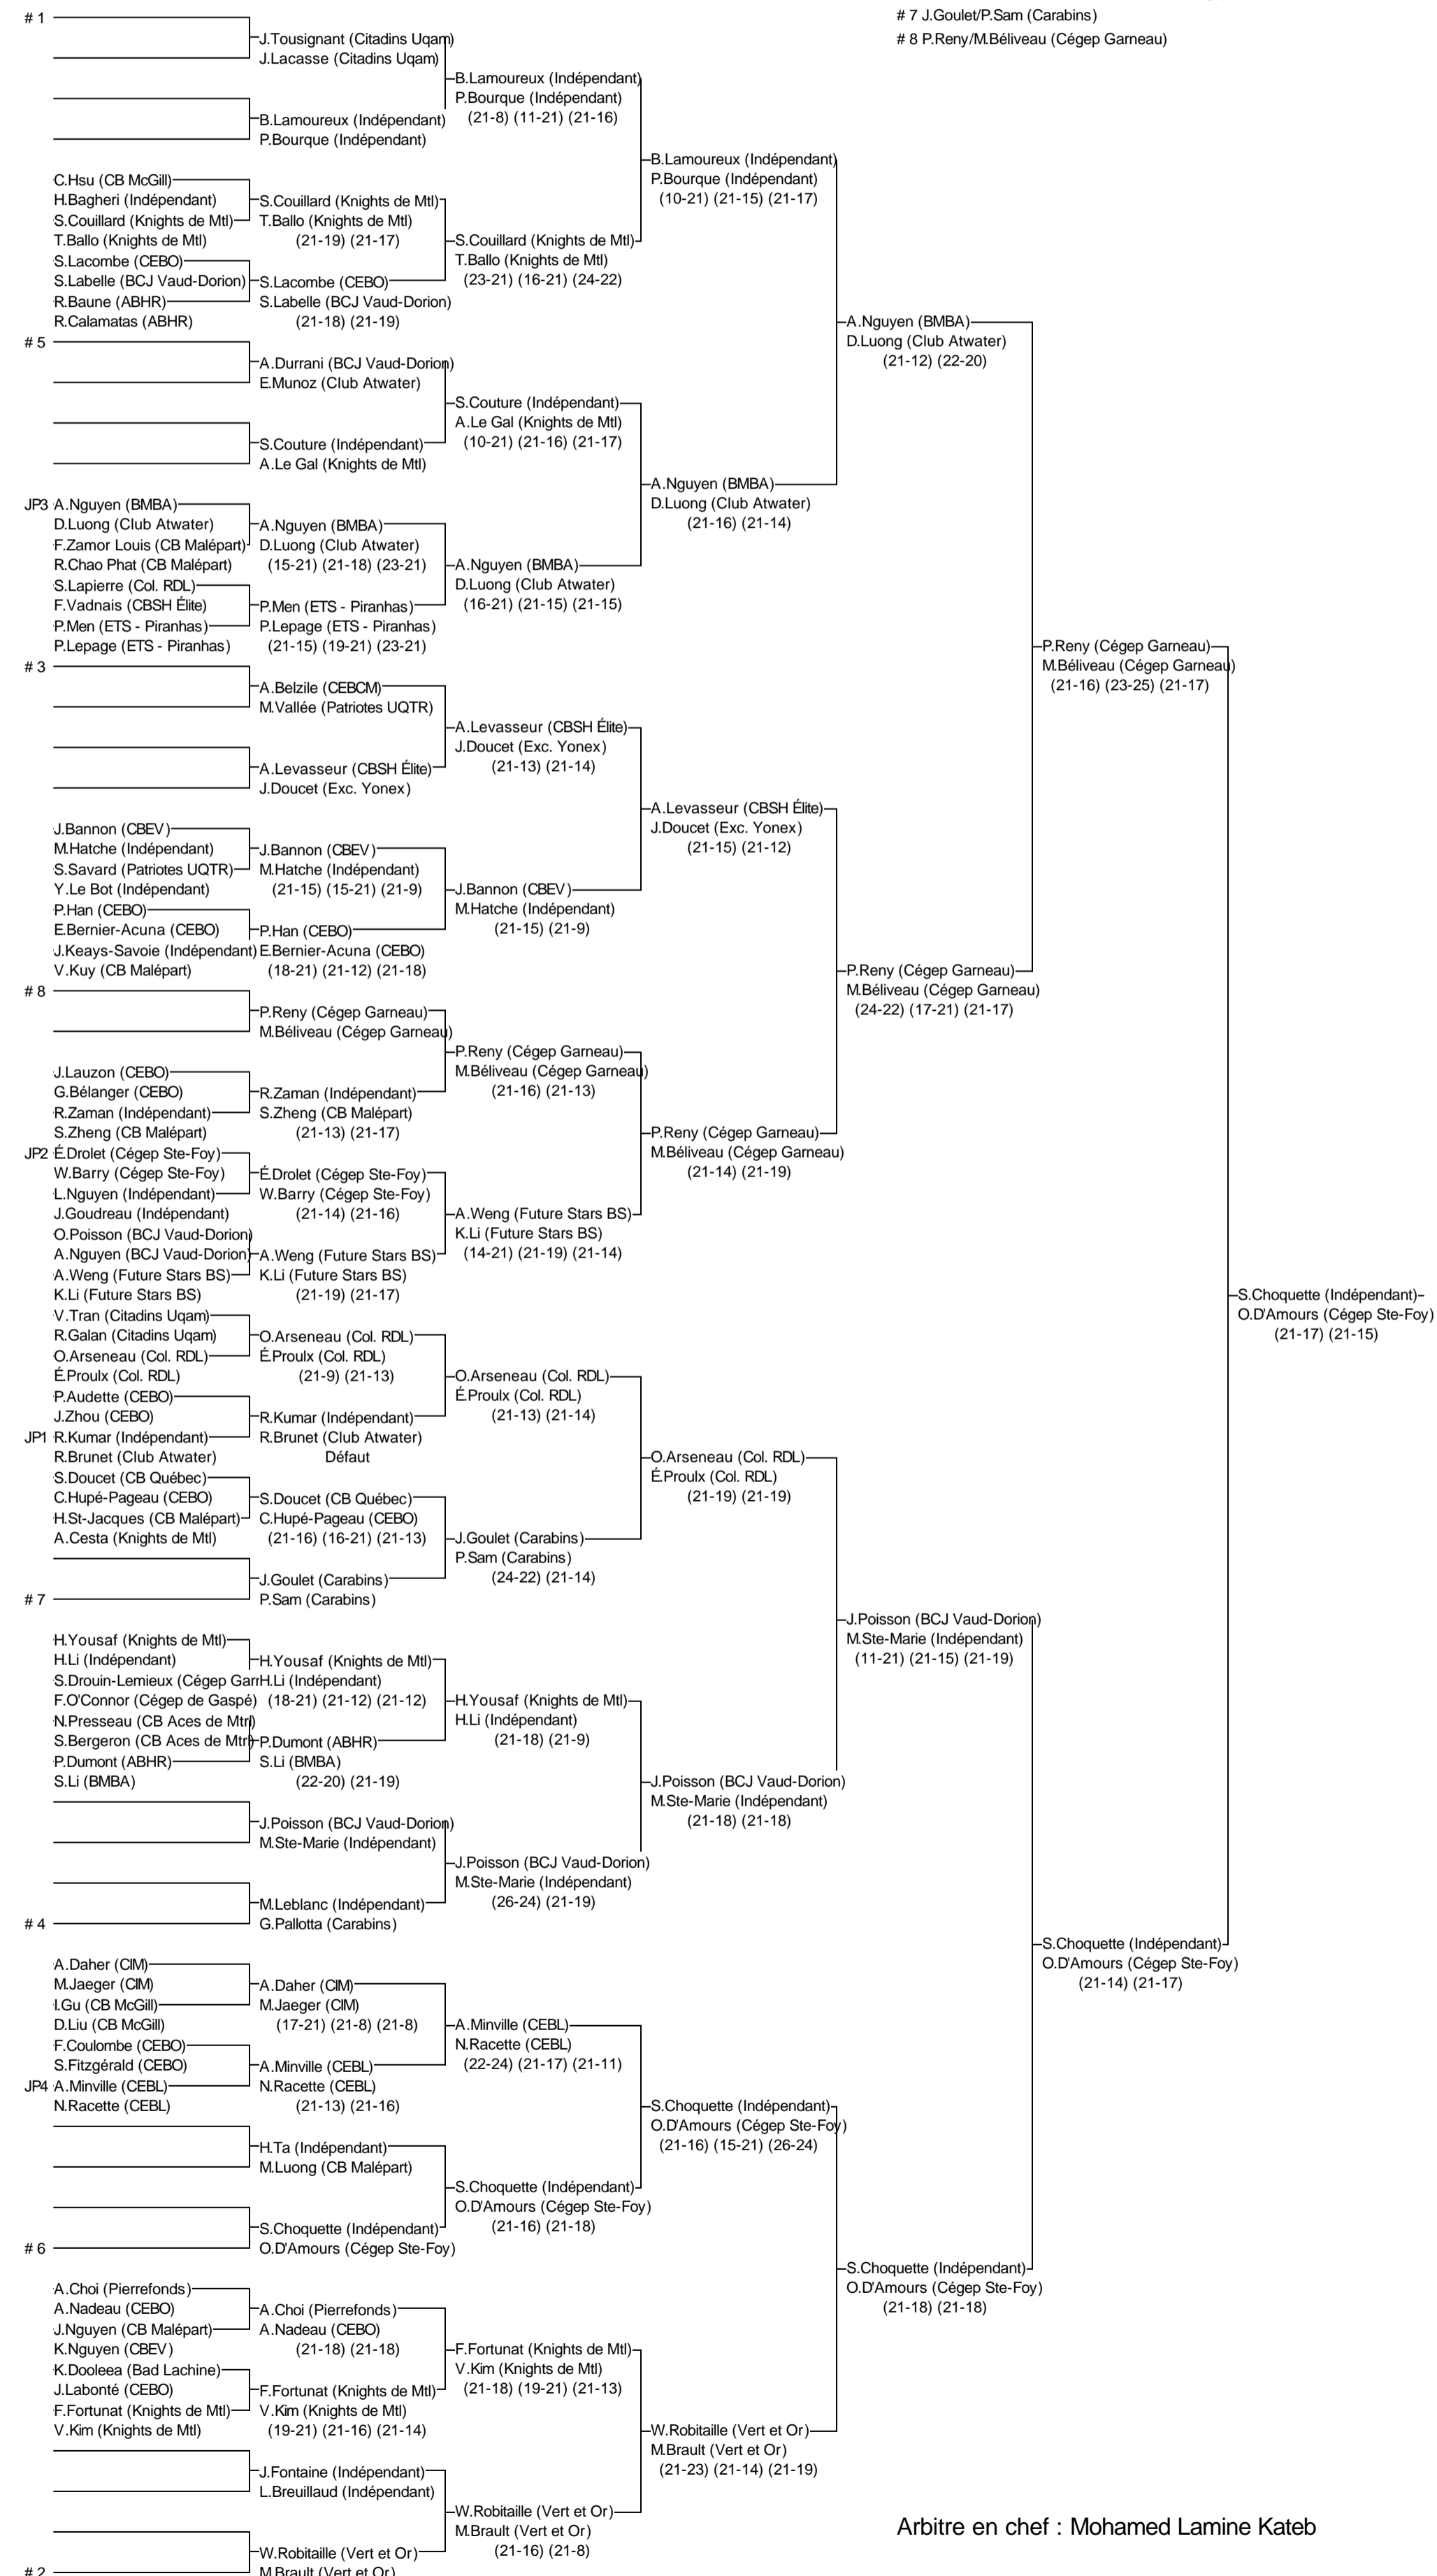 # 7 J.Goulet/P.Sam (Carabins)
# 8 P.Reny/M.Béliveau (Cégep Garneau)
# 1
C.Hsu (CB McGill)
H.Bagheri (Indépendant)
S.Couillard (Knights de Mtl)
T.Ballo (Knights de Mtl)
S.Lacombe (CEBO)
S.Labelle (BCJ Vaud-Dorion)
R.Baune (ABHR)
R.Calamatas (ABHR)
# 5
JP3 A.Nguyen (BMBA)
D.Luong (Club Atwater)
F.Zamor Louis (CB Malépart)
R.Chao Phat (CB Malépart)
S.Lapierre (Col. RDL)
F.Vadnais (CBSH Élite)
P.Men (ETS - Piranhas)
P.Lepage (ETS - Piranhas)
# 3
J.Bannon (CBEV)
M.Hatche (Indépendant)
S.Savard (Patriotes UQTR)
Y.Le Bot (Indépendant)
P.Han (CEBO)
E.Bernier-Acuna (CEBO)
J.Keays-Savoie (Indépendant)
V.Kuy (CB Malépart)
# 8
J.Lauzon (CEBO)
G.Bélanger (CEBO)
R.Zaman (Indépendant)
S.Zheng (CB Malépart)
JP2 É.Drolet (Cégep Ste-Foy)
W.Barry (Cégep Ste-Foy)
L.Nguyen (Indépendant)
J.Goudreau (Indépendant)
O.Poisson (BCJ Vaud-Dorion)
A.Nguyen (BCJ Vaud-Dorion)
A.Weng (Future Stars BS)
K.Li (Future Stars BS)
V.Tran (Citadins Uqam)
R.Galan (Citadins Uqam)
O.Arseneau (Col. RDL)
É.Proulx (Col. RDL)
P.Audette (CEBO)
J.Zhou (CEBO)
JP1 R.Kumar (Indépendant)
R.Brunet (Club Atwater)
S.Doucet (CB Québec)
C.Hupé-Pageau (CEBO)
H.St-Jacques (CB Malépart)
A.Cesta (Knights de Mtl)
# 7
H.Yousaf (Knights de Mtl)
H.Li (Indépendant)
S.Drouin-Lemieux (Cégep Garr
F.O'Connor (Cégep de Gaspé)
N.Presseau (CB Aces de Mtrl)
S.Bergeron (CB Aces de Mtrl)
P.Dumont (ABHR)
S.Li (BMBA)
# 4
A.Daher (CIM)
M.Jaeger (CIM)
I.Gu (CB McGill)
D.Liu (CB McGill)
F.Coulombe (CEBO)
S.Fitzgérald (CEBO)
JP4 A.Minville (CEBL)
N.Racette (CEBL)
# 6
A.Choi (Pierrefonds)
A.Nadeau (CEBO)
J.Nguyen (CB Malépart)
K.Nguyen (CBEV)
K.Dooleea (Bad Lachine)
J.Labonté (CEBO)
F.Fortunat (Knights de Mtl)
V.Kim (Knights de Mtl)
# 2
J.Tousignant (Citadins Uqam)
J.Lacasse (Citadins Uqam)
B.Lamoureux (Indépendant)
P.Bourque (Indépendant)
S.Couillard (Knights de Mtl)
T.Ballo (Knights de Mtl)
(21-19) (21-17)
S.Lacombe (CEBO)
S.Labelle (BCJ Vaud-Dorion)
(21-18) (21-19)
A.Durrani (BCJ Vaud-Dorion)
E.Munoz (Club Atwater)
S.Couture (Indépendant)
A.Le Gal (Knights de Mtl)
A.Nguyen (BMBA)
D.Luong (Club Atwater)
(15-21) (21-18) (23-21)
P.Men (ETS - Piranhas)
P.Lepage (ETS - Piranhas)
(21-15) (19-21) (23-21)
A.Belzile (CEBCM)
M.Vallée (Patriotes UQTR)
A.Levasseur (CBSH Élite)
J.Doucet (Exc. Yonex)
J.Bannon (CBEV)
M.Hatche (Indépendant)
(21-15) (15-21) (21-9)
P.Han (CEBO)
E.Bernier-Acuna (CEBO)
(18-21) (21-12) (21-18)
P.Reny (Cégep Garneau)
M.Béliveau (Cégep Garneau)
R.Zaman (Indépendant)
S.Zheng (CB Malépart)
(21-13) (21-17)
É.Drolet (Cégep Ste-Foy)
W.Barry (Cégep Ste-Foy)
(21-14) (21-16)
A.Weng (Future Stars BS)
K.Li (Future Stars BS)
(21-19) (21-17)
O.Arseneau (Col. RDL)
É.Proulx (Col. RDL)
(21-9) (21-13)
R.Kumar (Indépendant)
R.Brunet (Club Atwater)
Défaut
S.Doucet (CB Québec)
C.Hupé-Pageau (CEBO)
(21-16) (16-21) (21-13)
J.Goulet (Carabins)
P.Sam (Carabins)
H.Yousaf (Knights de Mtl)
H.Li (Indépendant)
(18-21) (21-12) (21-12)
P.Dumont (ABHR)
S.Li (BMBA)
(22-20) (21-19)
J.Poisson (BCJ Vaud-Dorion)
M.Ste-Marie (Indépendant)
M.Leblanc (Indépendant)
G.Pallotta (Carabins)
A.Daher (CIM)
M.Jaeger (CIM)
(17-21) (21-8) (21-8)
A.Minville (CEBL)
N.Racette (CEBL)
(21-13) (21-16)
H.Ta (Indépendant)
M.Luong (CB Malépart)
S.Choquette (Indépendant)
O.D'Amours (Cégep Ste-Foy)
A.Choi (Pierrefonds)
A.Nadeau (CEBO)
(21-18) (21-18)
F.Fortunat (Knights de Mtl)
V.Kim (Knights de Mtl)
(19-21) (21-16) (21-14)
J.Fontaine (Indépendant)
L.Breuillaud (Indépendant)
W.Robitaille (Vert et Or)
M.Brault (Vert et Or)
B.Lamoureux (Indépendant)
P.Bourque (Indépendant)
(21-8) (11-21) (21-16)
S.Couillard (Knights de Mtl)
T.Ballo (Knights de Mtl)
(23-21) (16-21) (24-22)
S.Couture (Indépendant)
A.Le Gal (Knights de Mtl)
(10-21) (21-16) (21-17)
A.Nguyen (BMBA)
D.Luong (Club Atwater)
(16-21) (21-15) (21-15)
A.Levasseur (CBSH Élite)
J.Doucet (Exc. Yonex)
(21-13) (21-14)
J.Bannon (CBEV)
M.Hatche (Indépendant)
(21-15) (21-9)
P.Reny (Cégep Garneau)
M.Béliveau (Cégep Garneau)
(21-16) (21-13)
A.Weng (Future Stars BS)
K.Li (Future Stars BS)
(14-21) (21-19) (21-14)
O.Arseneau (Col. RDL)
É.Proulx (Col. RDL)
(21-13) (21-14)
J.Goulet (Carabins)
P.Sam (Carabins)
(24-22) (21-14)
H.Yousaf (Knights de Mtl)
H.Li (Indépendant)
(21-18) (21-9)
J.Poisson (BCJ Vaud-Dorion)
M.Ste-Marie (Indépendant)
(26-24) (21-19)
A.Minville (CEBL)
N.Racette (CEBL)
(22-24) (21-17) (21-11)
S.Choquette (Indépendant)
O.D'Amours (Cégep Ste-Foy)
(21-16) (21-18)
F.Fortunat (Knights de Mtl)
V.Kim (Knights de Mtl)
(21-18) (19-21) (21-13)
W.Robitaille (Vert et Or)
M.Brault (Vert et Or)
(21-16) (21-8)
B.Lamoureux (Indépendant)
P.Bourque (Indépendant)
(10-21) (21-15) (21-17)
A.Nguyen (BMBA)
D.Luong (Club Atwater)
(21-16) (21-14)
A.Levasseur (CBSH Élite)
J.Doucet (Exc. Yonex)
(21-15) (21-12)
P.Reny (Cégep Garneau)
M.Béliveau (Cégep Garneau)
(21-14) (21-19)
O.Arseneau (Col. RDL)
É.Proulx (Col. RDL)
(21-19) (21-19)
J.Poisson (BCJ Vaud-Dorion)
M.Ste-Marie (Indépendant)
(21-18) (21-18)
S.Choquette (Indépendant)
O.D'Amours (Cégep Ste-Foy)
(21-16) (15-21) (26-24)
W.Robitaille (Vert et Or)
M.Brault (Vert et Or)
(21-23) (21-14) (21-19)
A.Nguyen (BMBA)
D.Luong (Club Atwater)
(21-12) (22-20)
P.Reny (Cégep Garneau)
M.Béliveau (Cégep Garneau)
(24-22) (17-21) (21-17)
J.Poisson (BCJ Vaud-Dorion)
M.Ste-Marie (Indépendant)
(11-21) (21-15) (21-19)
S.Choquette (Indépendant)
O.D'Amours (Cégep Ste-Foy)
(21-18) (21-18)
P.Reny (Cégep Garneau)
M.Béliveau (Cégep Garneau)
(21-16) (23-25) (21-17)
S.Choquette (Indépendant)
O.D'Amours (Cégep Ste-Foy)
(21-14) (21-17)
S.Choquette (Indépendant)
O.D'Amours (Cégep Ste-Foy)
(21-17) (21-15)
Arbitre en chef : Mohamed Lamine Kateb